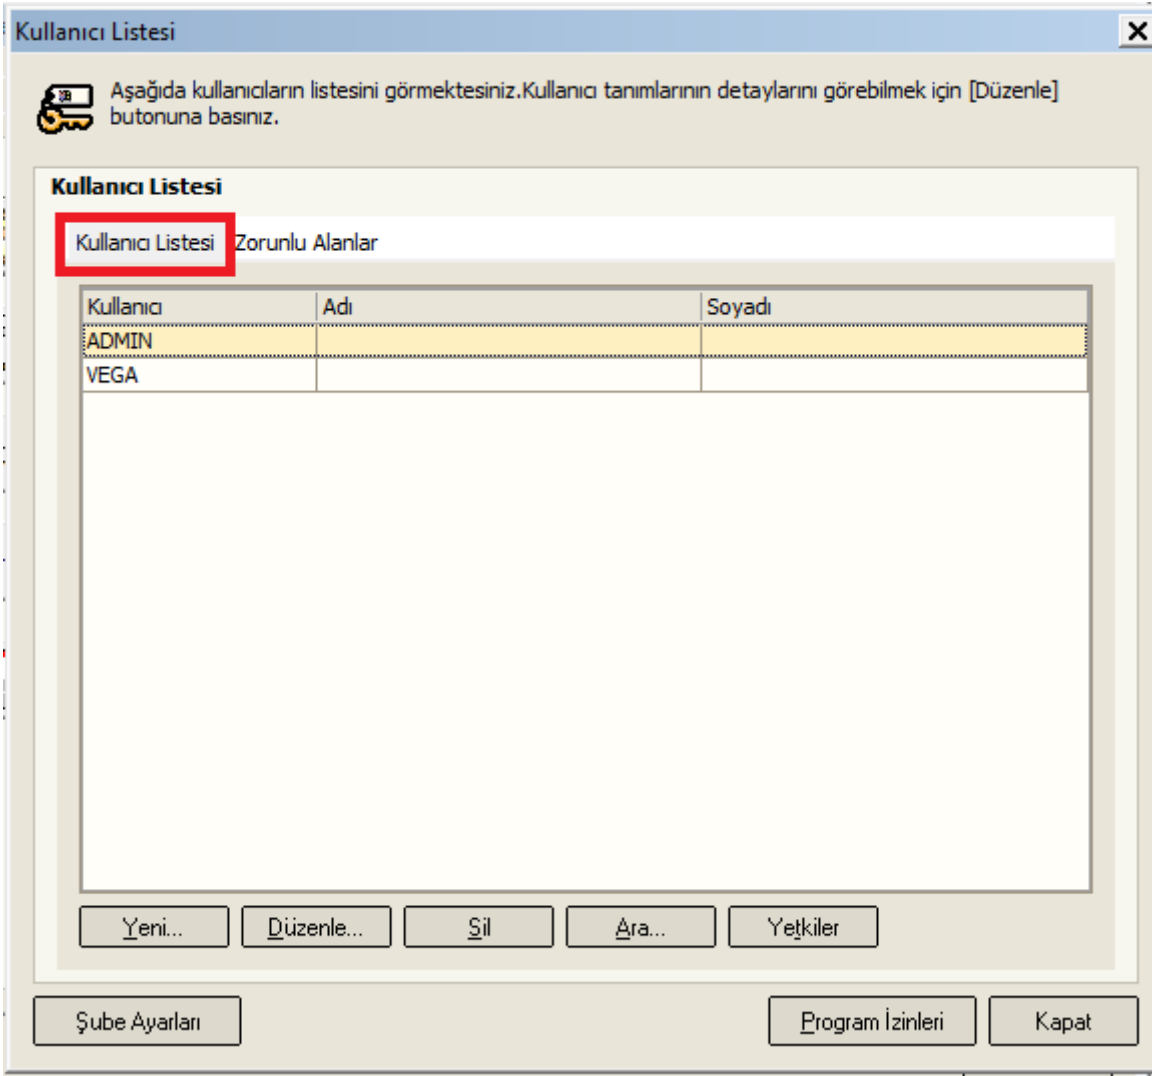 Kullanıcı Listesi
Aşağıda kullanıcıların listesini görmektesiniz.Kullanıcı tanımlarının detaylarını görebilmek için [Düzenle]
butonuna basınız.
Kullanıcı Listesi
Kullanıcı Listesi Zorunlu Alanlar
Kullanıcı Adı Soyadı
ADMIN
VEGA
Yeni... Düzenle... Sil Ara... Yetkiler
Şube Ayarları Program İzinleri Kapat